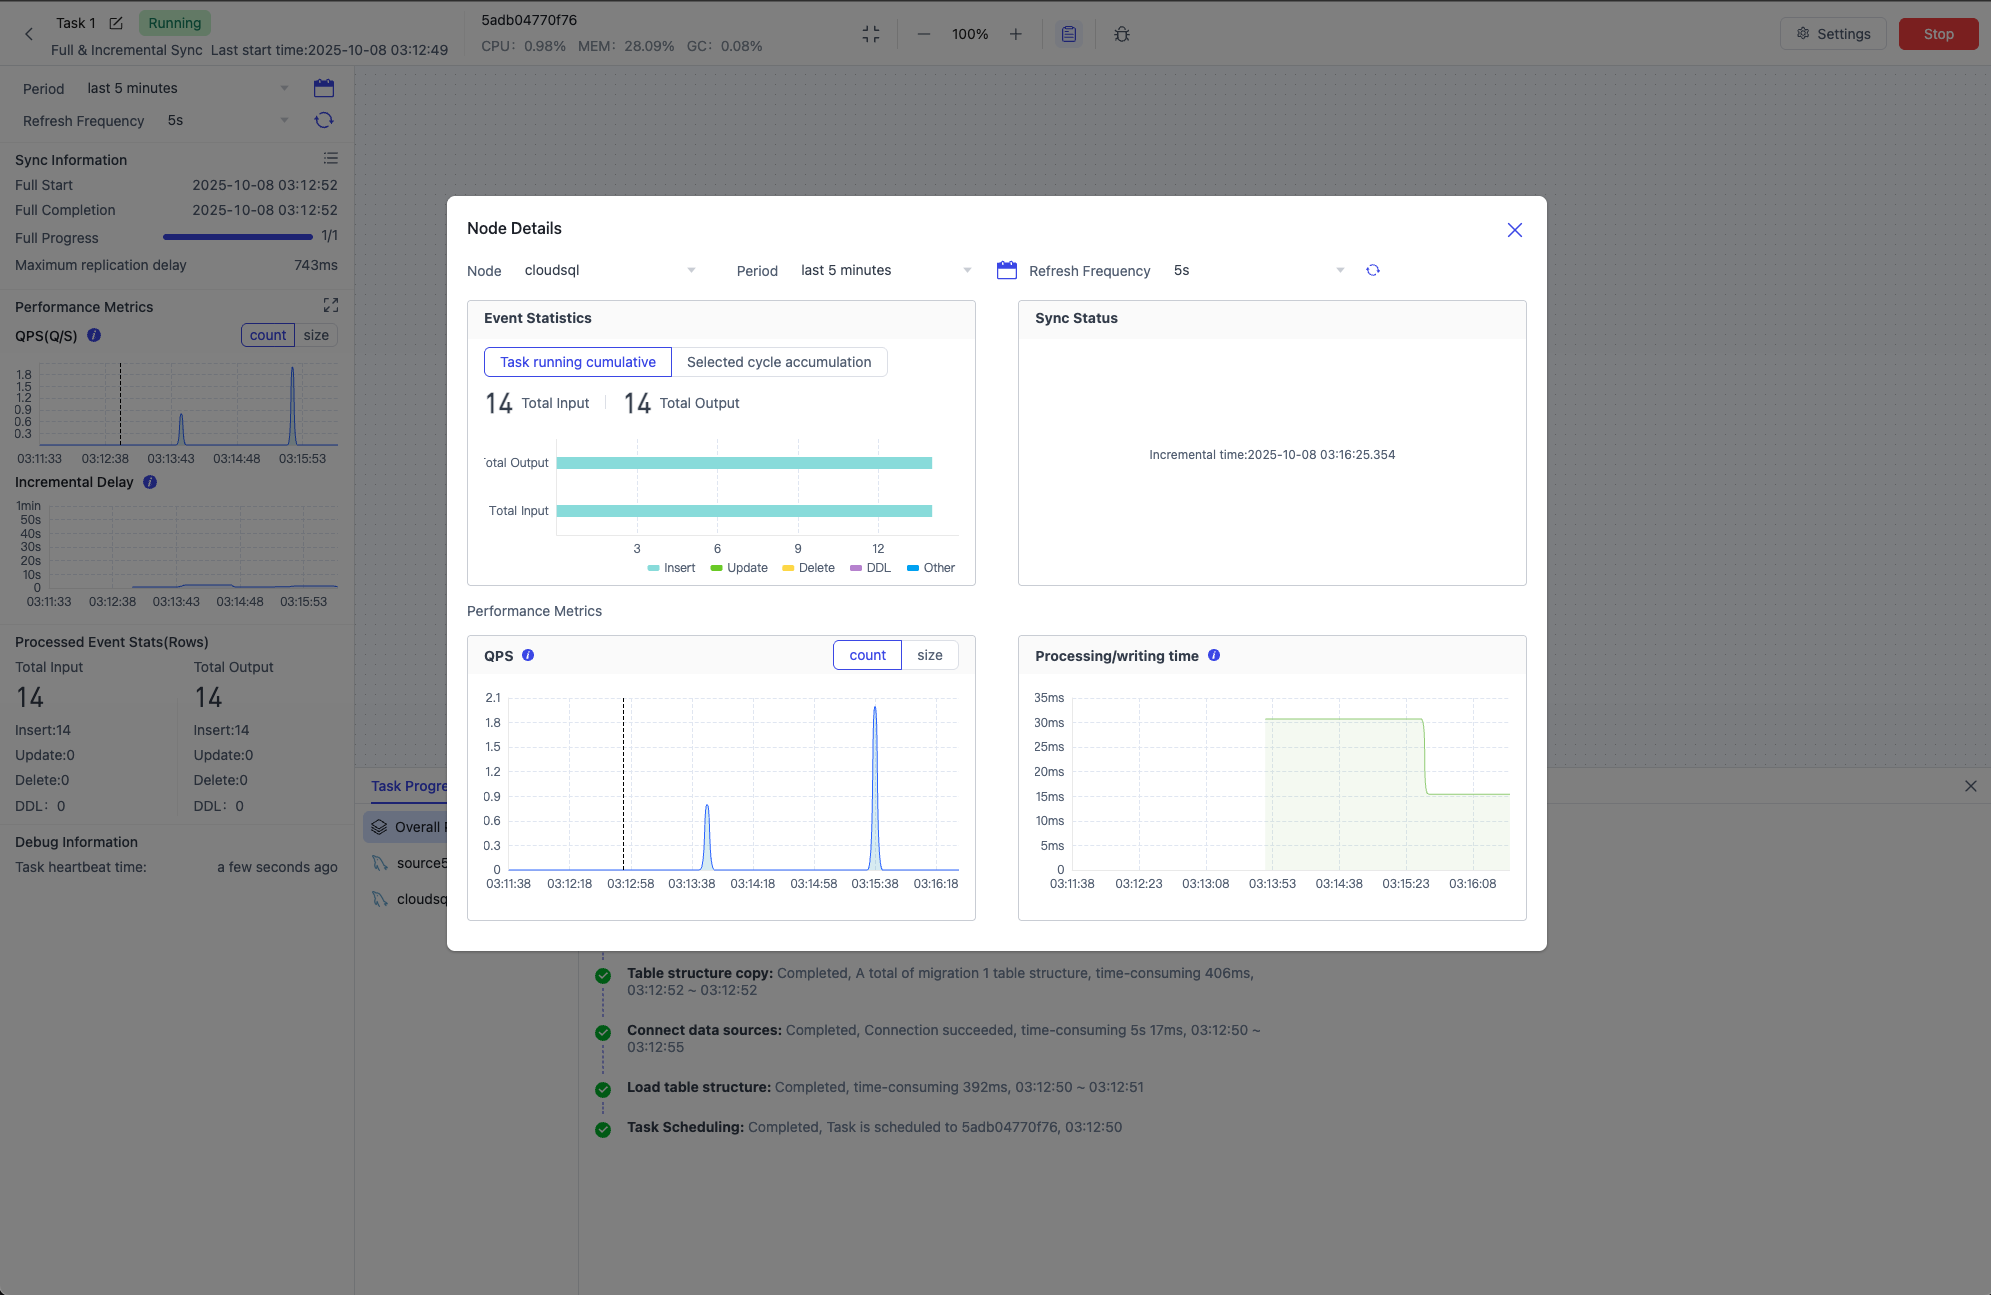 Task 1
Running
Full & Incremental Sync Last start time:2025-10-08 03:12:49
5adb04770f76
CPU: 0.98% MEM: 28.09% GC: 0.08%
100%
Settings
Stop
Period last 5 minutes
Refresh Frequency 5s
Sync Information
Full Start 2025-10-08 03:12:52
Full Completion 2025-10-08 03:12:52
Full Progress 1/1
Maximum replication delay 743ms
Performance Metrics
QPS(Q/S) count size
1.8
1.5
1.2
0.9
0.6
0.3
03:11:33 03:12:38 03:13:43 03:14:48 03:15:53
Incremental Delay
1min
50s
40s
30s
20s
10s
0
03:11:33 03:12:38 03:13:43 03:14:48 03:15:53
Processed Event Stats(Rows)
Total Input Total Output
14 14
Insert:14 Insert:14
Update:0 Update:0
Delete:0 Delete:0
DDL: 0 DDL: 0
Debug Information
Task heartbeat time: a few seconds ago
Node Details
Node cloudsql Period last 5 minutes Refresh Frequency 5s
Event Statistics
Task running cumulative Selected cycle accumulation
14 Total Input 14 Total Output
otal Output
Total Input
3 6 9 12
Insert Update Delete DDL Other
Sync Status
Incremental time:2025-10-08 03:16:25.354
Performance Metrics
QPS count size
2.1
1.8
1.5
1.2
0.9
0.6
0.3
0
03:11:38 03:12:18 03:12:58 03:13:38 03:14:18 03:14:58 03:15:38 03:16:18
Processing/writing time
35ms
30ms
25ms
20ms
15ms
10ms
5ms
0
03:11:38 03:12:23 03:13:08 03:13:53 03:14:38 03:15:23 03:16:08
Task Progre
Overall
source5
cloudsq
Table structure copy: Completed, A total of migration 1 table structure, time-consuming 406ms,
03:12:52 ~ 03:12:52
Connect data sources: Completed, Connection succeeded, time-consuming 5s 17ms, 03:12:50 ~
03:12:55
Load table structure: Completed, time-consuming 392ms, 03:12:50 ~ 03:12:51
Task Scheduling: Completed, Task is scheduled to 5adb04770f76, 03:12:50